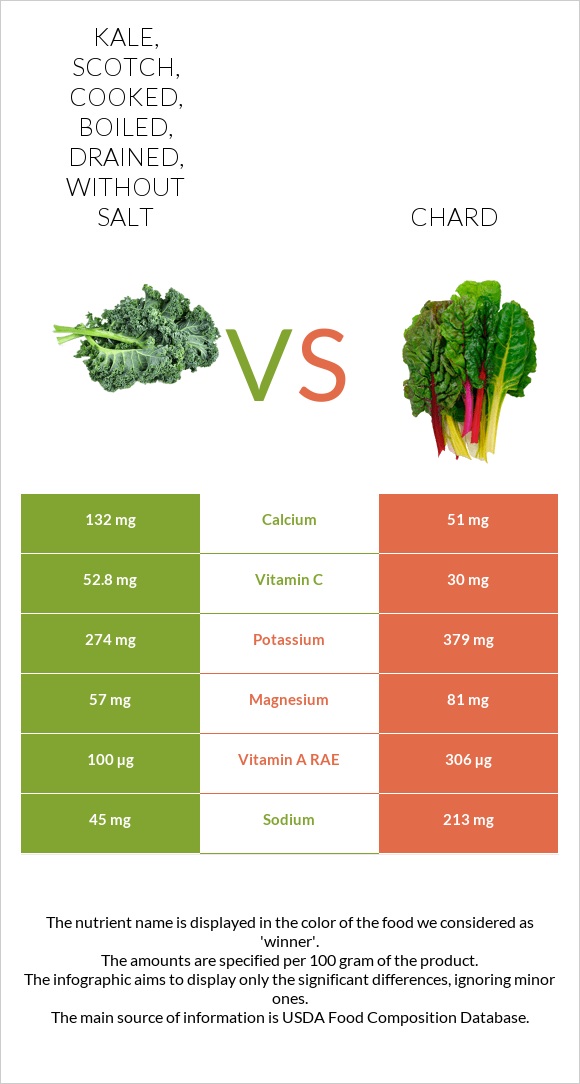 KALE,
SCOTCH,
COOKED,
BOILED,
DRAINED,
WITHOUT
SALT
CHARD
VS
132 mg Calcium 51 mg
52.8 mg Vitamin C 30 mg
274 mg Potassium 379 mg
57 mg Magnesium 81 mg
100 µg Vitamin A RAE 306 µg
45 mg Sodium 213 mg
The nutrient name is displayed in the color of the food we considered as
'winner'.
The amounts are specified per 100 gram of the product.
The infographic aims to display only the significant differences, ignoring minor
ones.
The main source of information is USDA Food Composition Database.